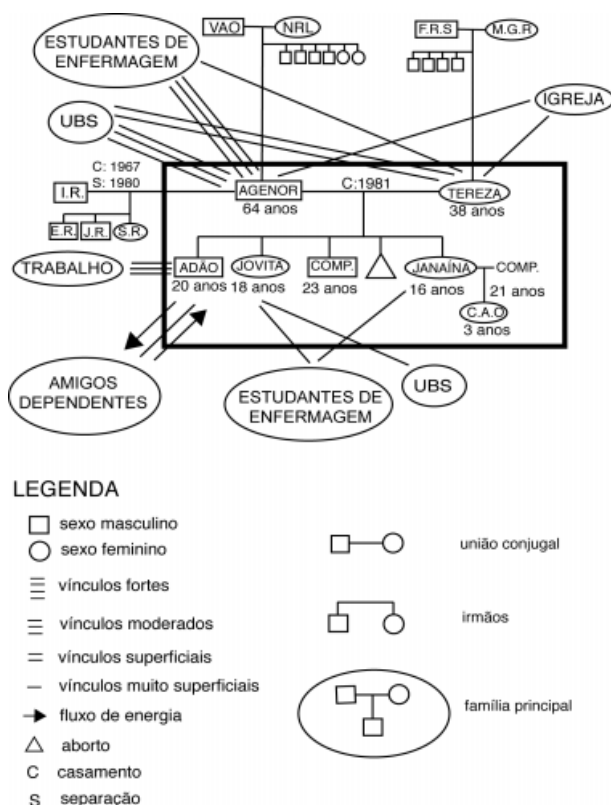 ESTUDANTES DE
ENFERMAGEM
VAO
NRL
F.R.S
M.G.R
UBS
IGREJA
C: 1967
S: 1980
I.R.
AGENOR
64 anos
C:1981
TEREZA
38 anos
E.R.
J.R.
S.R
TRABALHO
ADÃO
20 anos
JOVITA
18 anos
COMP.
23 anos
JANAÍNA
16 anos
COMP.
21 anos
C.A.O
3 anos
AMIGOS
DEPENDENTES
ESTUDANTES DE
ENFERMAGEM
UBS
LEGENDA
sexo masculino
sexo feminino
vínculos fortes
vínculos moderados
vínculos superficiais
vínculos muito superficiais
fluxo de energia
aborto
C casamento
S separação
união conjugal
irmãos
família principal